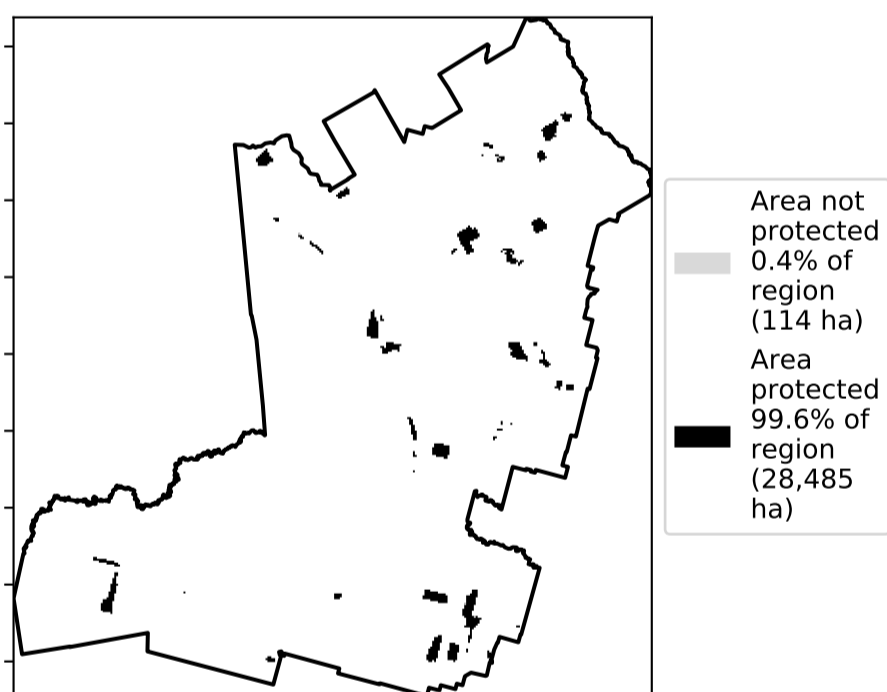 Area not
protected
0.4% of
region
(114 ha)
Area
protected
99.6% of
region
(28,485
ha)